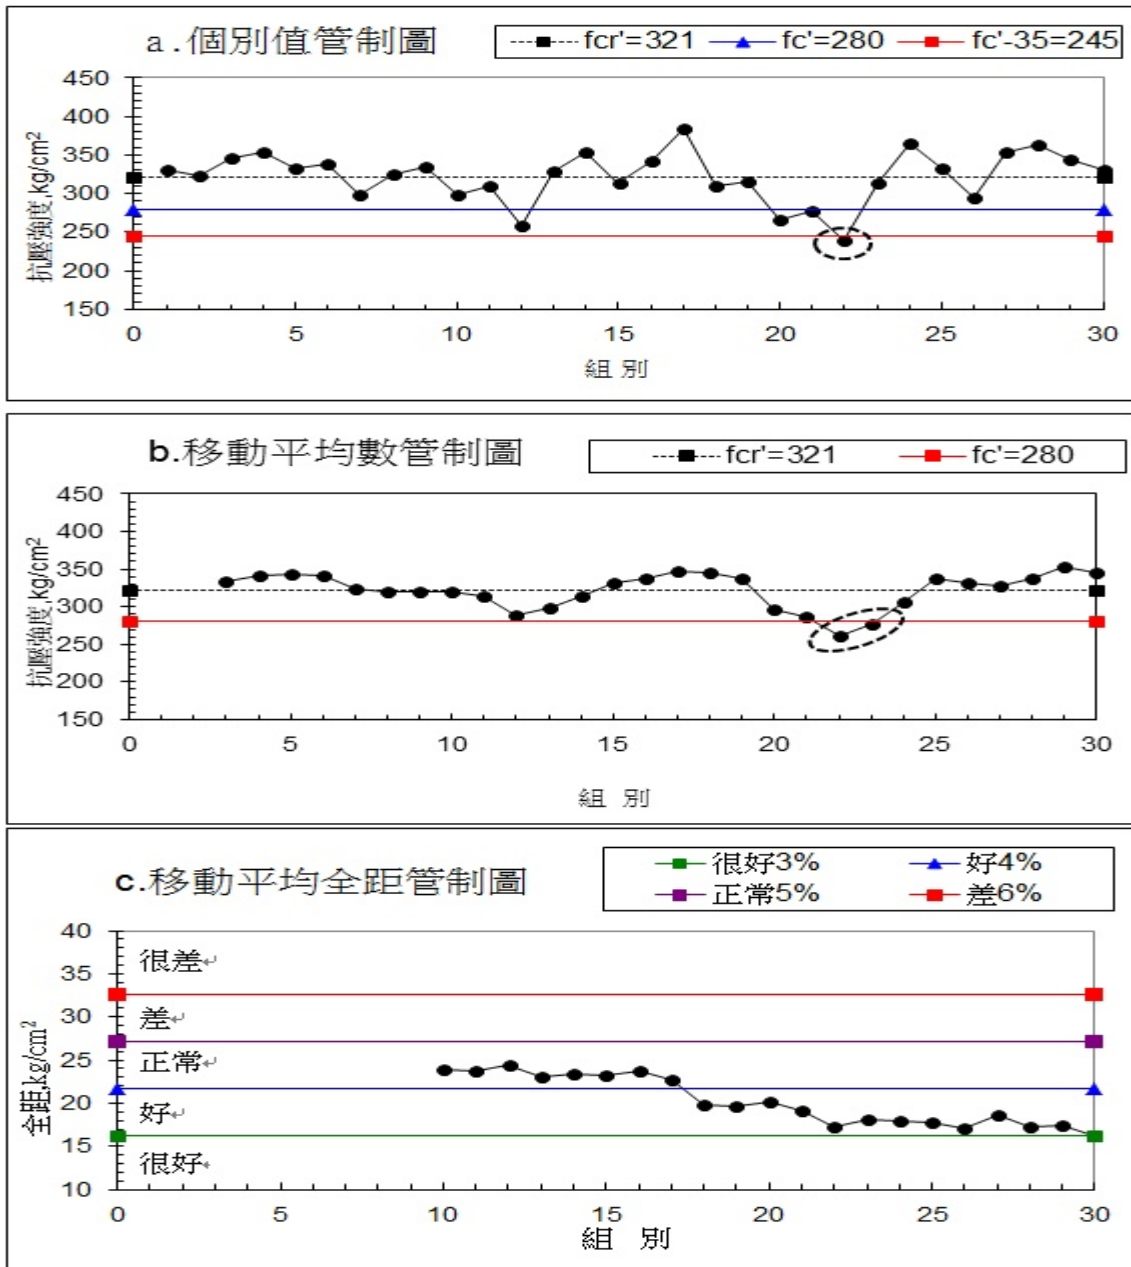 a.個別值管制圖
fcr'=321 fc'=280 fc'-35=245
抗壓強度,kg/cm²
450
400
350
300
250
200
150
0 5 10 15 20 25 30
組別
b.移動平均數管制圖
fcr'=321 fc'=280
抗壓強度,kg/cm²
450
400
350
300
250
200
150
0 5 10 15 20 25 30
組 別
c.移動平均全距管制圖
很好3% 好4%
正常5% 差6%
全距,kg/cm²
40
35
30
25
20
15
10
很差
差
正常
好
很好
0 5 10 15 20 25 30
組 別